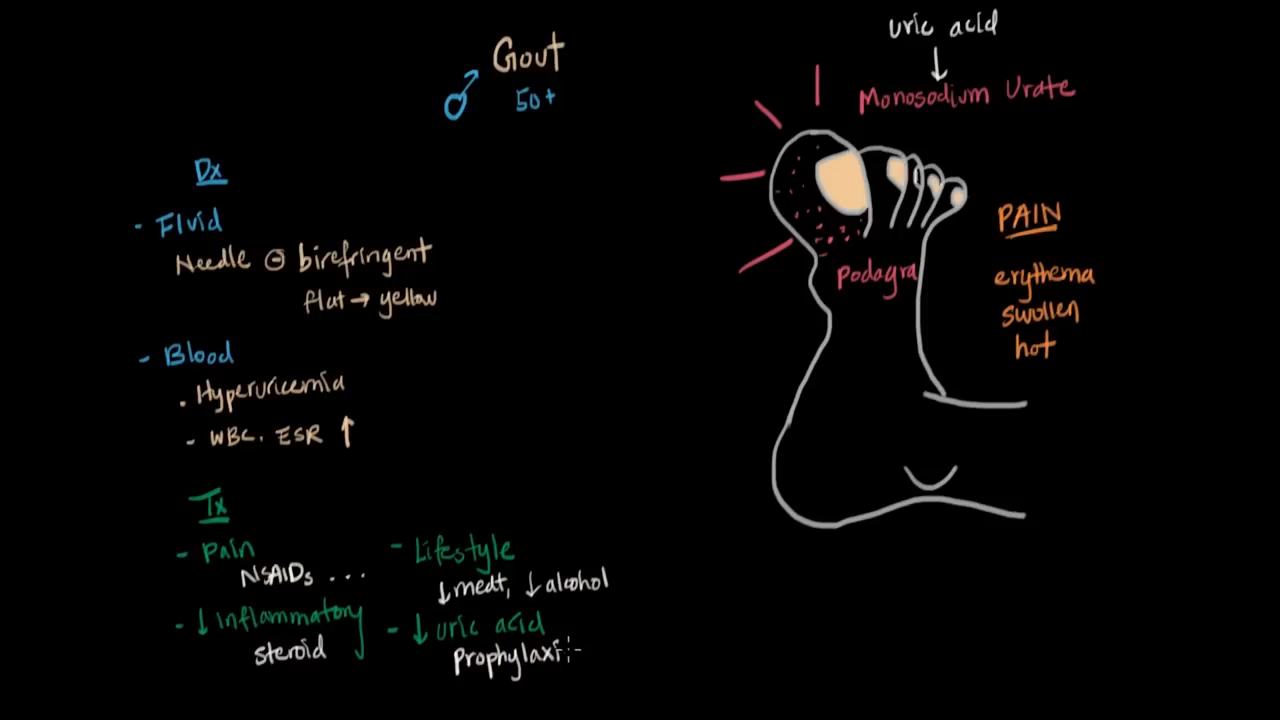 Gout
♂ 50+
Dx
- Fluid
Needle ⊖ birefringent
flat → yellow
- Blood
. Hyperuricemia
- WBC. ESR ↑
Tx
- Pain
NSAIDs ...
- ↓ inflammatory
steroid
- Lifestyle
↓ meat, ↓ alcohol
- ↓ uric acid
uric acid
↓
Monosodium Urate
Podagra
PAIN
erythema
swollen
hot